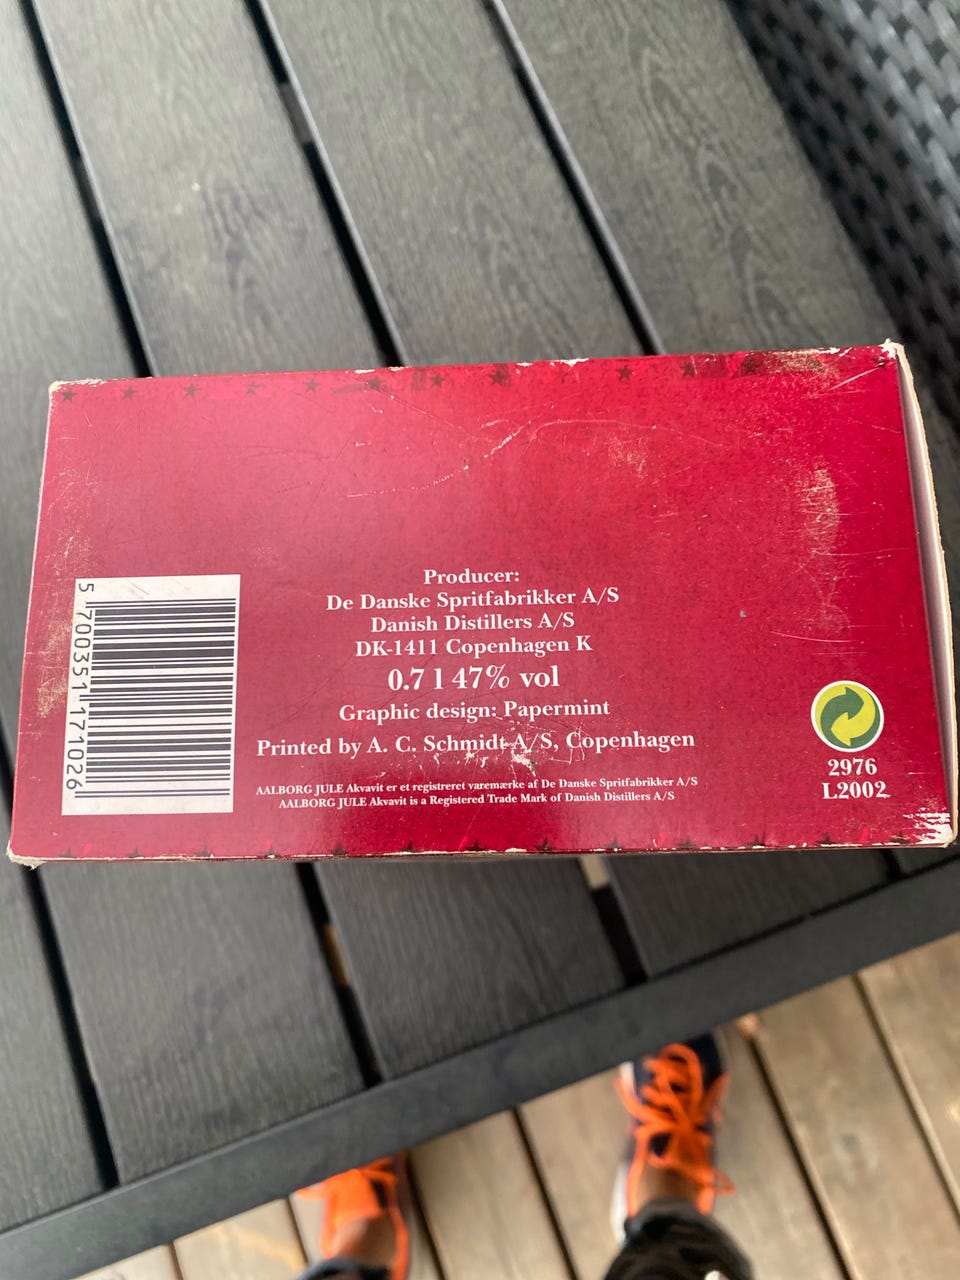 5 700351 171026
Producer:
De Danske Spritfabrikker A/S
Danish Distillers A/S
DK-1411 Copenhagen K
0.7 l 47% vol
Graphic design: Papermint
Printed by A. C. Schmidt A/S, Copenhagen
AALBORG JULE Akvavit er et registreret varemærke af De Danske Spritfabrikker A/S
AALBORG JULE Akvavit is a Registered Trade Mark of Danish Distillers A/S
2976
L2002